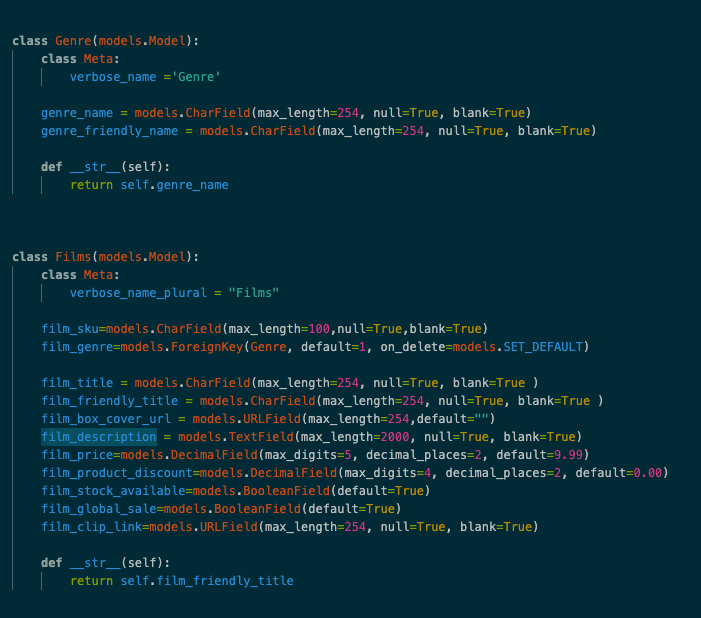 class Genre(models.Model):
    class Meta:
        verbose_name ='Genre'
    genre_name = models.CharField(max_length=254, null=True, blank=True)
    genre_friendly_name = models.CharField(max_length=254, null=True, blank=True)
    def __str__(self):
        return self.genre_name
class Films(models.Model):
    class Meta:
        verbose_name_plural = "Films"
    film_sku=models.CharField(max_length=100,null=True,blank=True)
    film_genre=models.ForeignKey(Genre, default=1, on_delete=models.SET_DEFAULT)
    film_title = models.CharField(max_length=254, null=True, blank=True )
    film_friendly_title = models.CharField(max_length=254, null=True, blank=True )
    film_box_cover_url = models.URLField(max_length=254,default="")
    film_description = models.TextField(max_length=2000, null=True, blank=True)
    film_price=models.DecimalField(max_digits=5, decimal_places=2, default=9.99)
    film_product_discount=models.DecimalField(max_digits=4, decimal_places=2, default=0.00)
    film_stock_available=models.BooleanField(default=True)
    film_global_sale=models.BooleanField(default=True)
    film_clip_link=models.URLField(max_length=254, null=True, blank=True)
    def __str__(self):
        return self.film_friendly_title